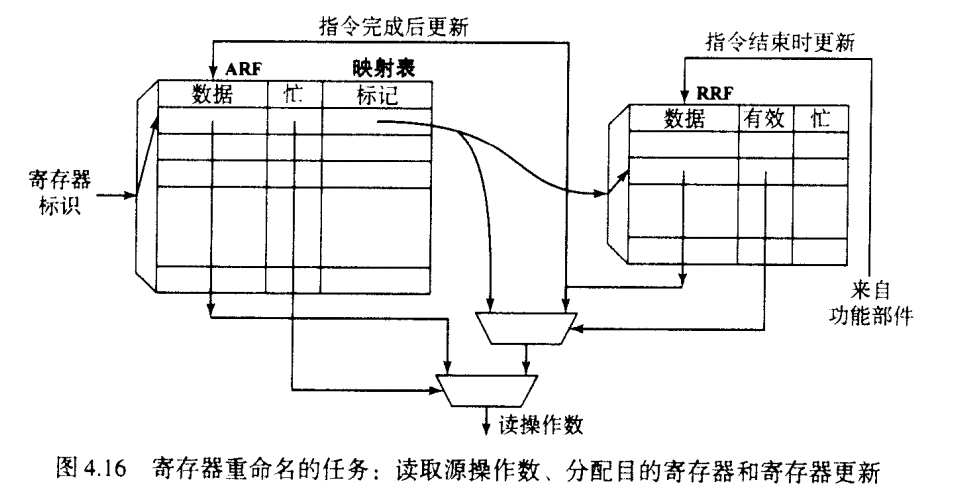 指令完成后更新
指令结束时更新
ARF
映射表
RRF
数据 忙 标记
数据 有效 忙
寄存器
标识
来自
功能部件
读操作数
图 4.16 寄存器重命名的任务：读取源操作数、分配目的寄存器和寄存器更新